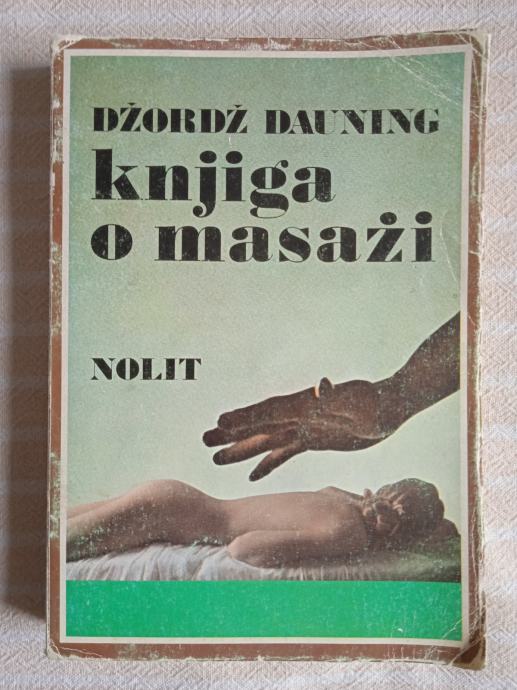 DŽORDŽ DAUNING
knjiga
o masaži
NOLIT